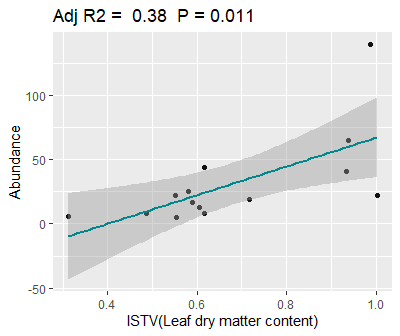 Adj R2 =  0.38  P = 0.011
Abundance
100
50
0
-50
0.4 0.6 0.8 1.0
ISTV(Leaf dry matter content)